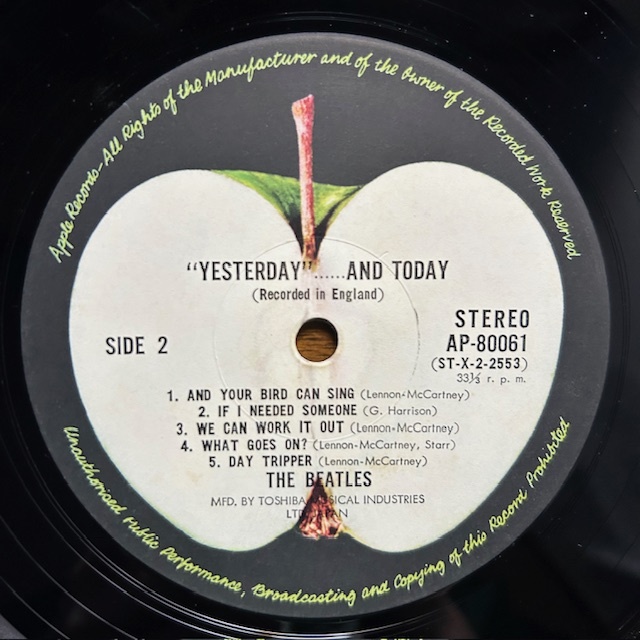 Apple Records—All Rights of the Manufacturer and of the Owner of the Recorded Work Reserved
"YESTERDAY"......AND TODAY
(Recorded in England)
SIDE 2
STEREO
AP-80061
(ST-X-2-2553)
33⅓ r. p. m.
1. AND YOUR BIRD CAN SING (Lennon-McCartney)
2. IF I NEEDED SOMEONE (G. Harrison)
3. WE CAN WORK IT OUT (Lennon-McCartney)
4. WHAT GOES ON? (Lennon-McCartney, Starr)
5. DAY TRIPPER (Lennon-McCartney)
THE BEATLES
MFD. BY TOSHIBA MUSICAL INDUSTRIES
LTD.
Unauthorised Public Performance, Broadcasting and Copying of this Record Prohibited